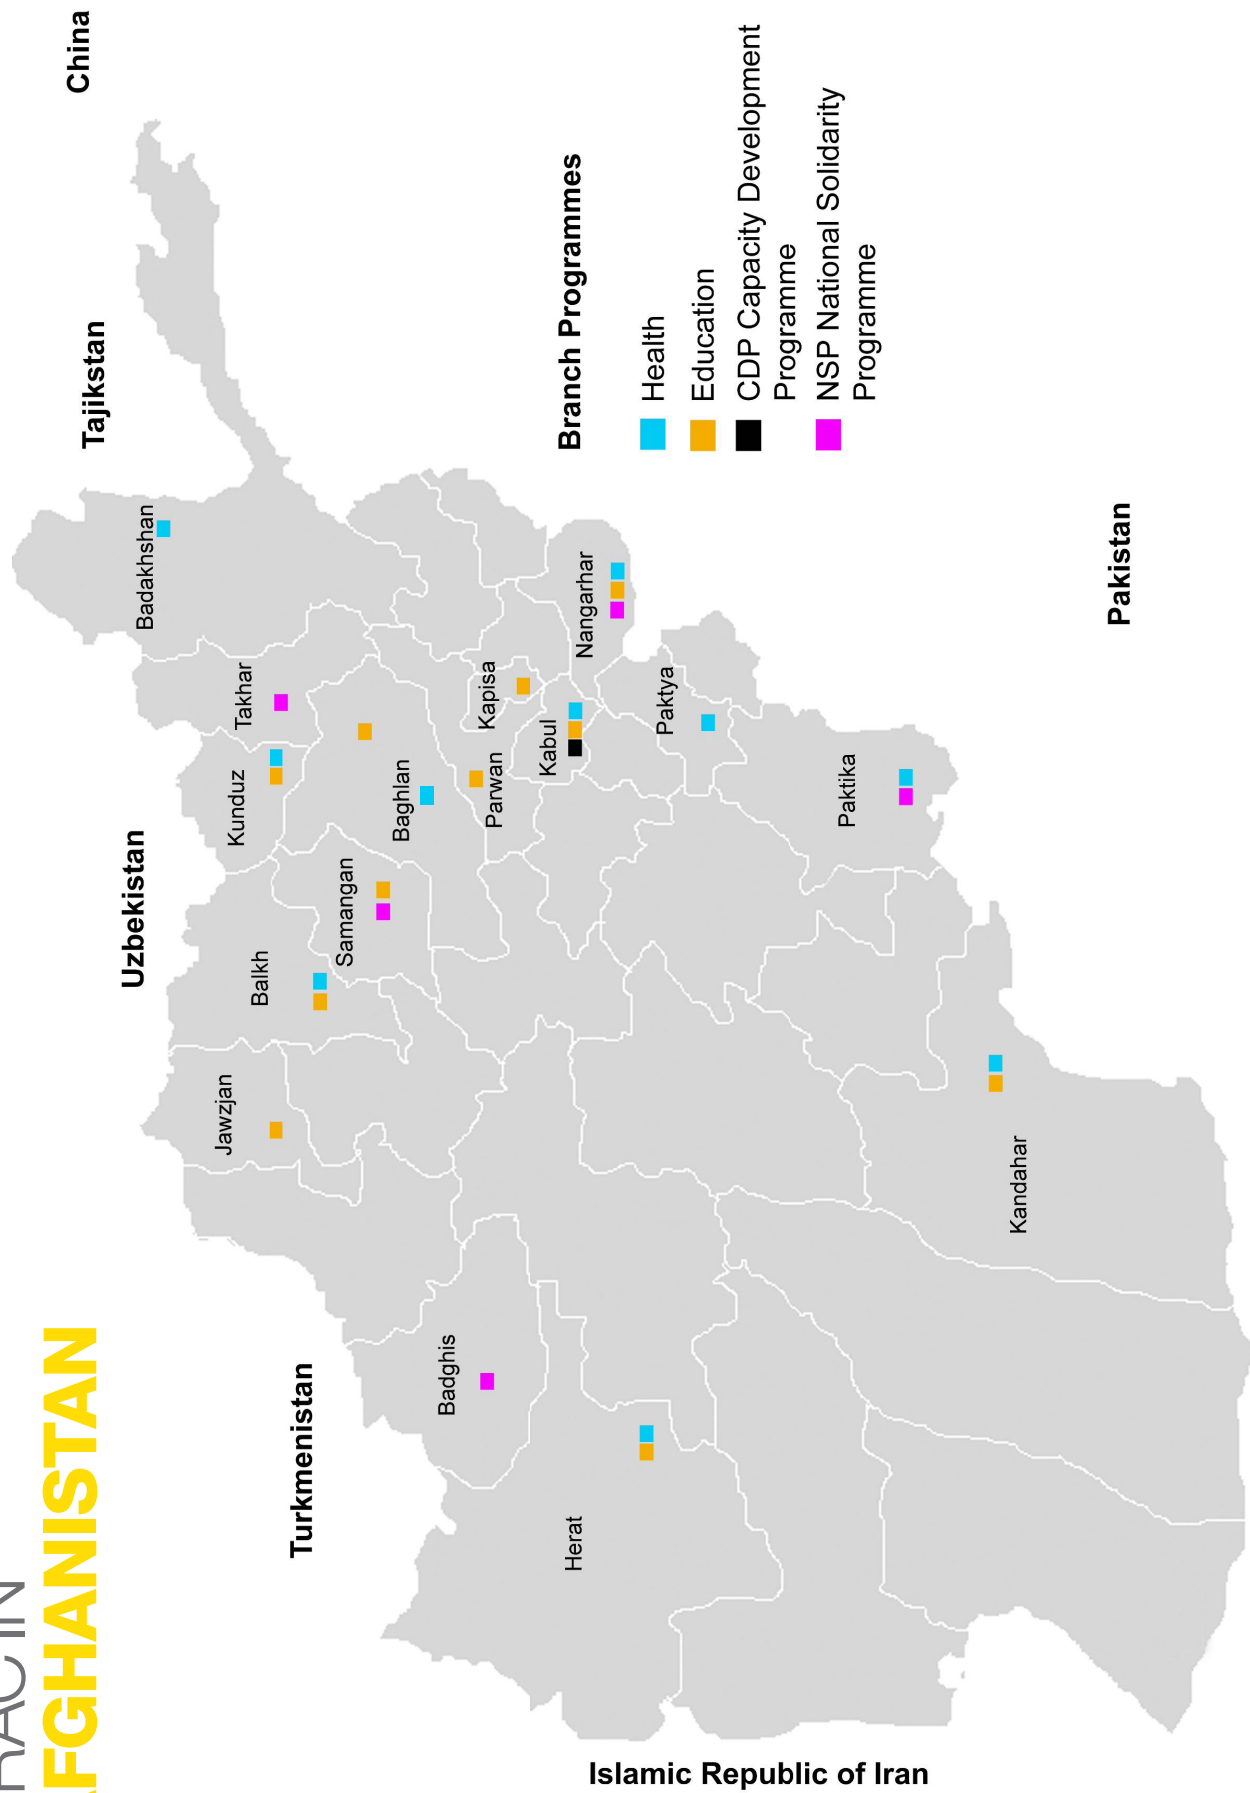 RAC IN
FGHANISTAN
China
Tajikstan
Uzbekistan
Turkmenistan
Badakhshan
Takhar
Kunduz
Baghlan
Samangan
Balkh
Jawzjan
Kapisa
Parwan
Kabul
Nangarhar
Paktya
Paktika
Badghis
Herat
Kandahar
Pakistan
Islamic Republic of Iran
Branch Programmes
Health
Education
CDP Capacity Development
Programme
NSP National Solidarity
Programme